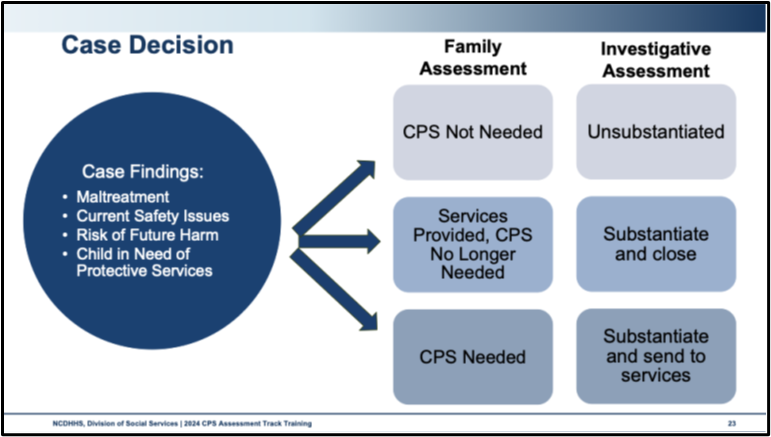 Case Decision
Family
Assessment
Investigative
Assessment
Case Findings:
• Maltreatment
• Current Safety Issues
• Risk of Future Harm
• Child in Need of
Protective Services
CPS Not Needed
Unsubstantiated
Services
Provided, CPS
No Longer
Needed
Substantiate
and close
CPS Needed
Substantiate
and send to
services
NCDHHS, Division of Social Services | 2024 CPS Assessment Track Training
23